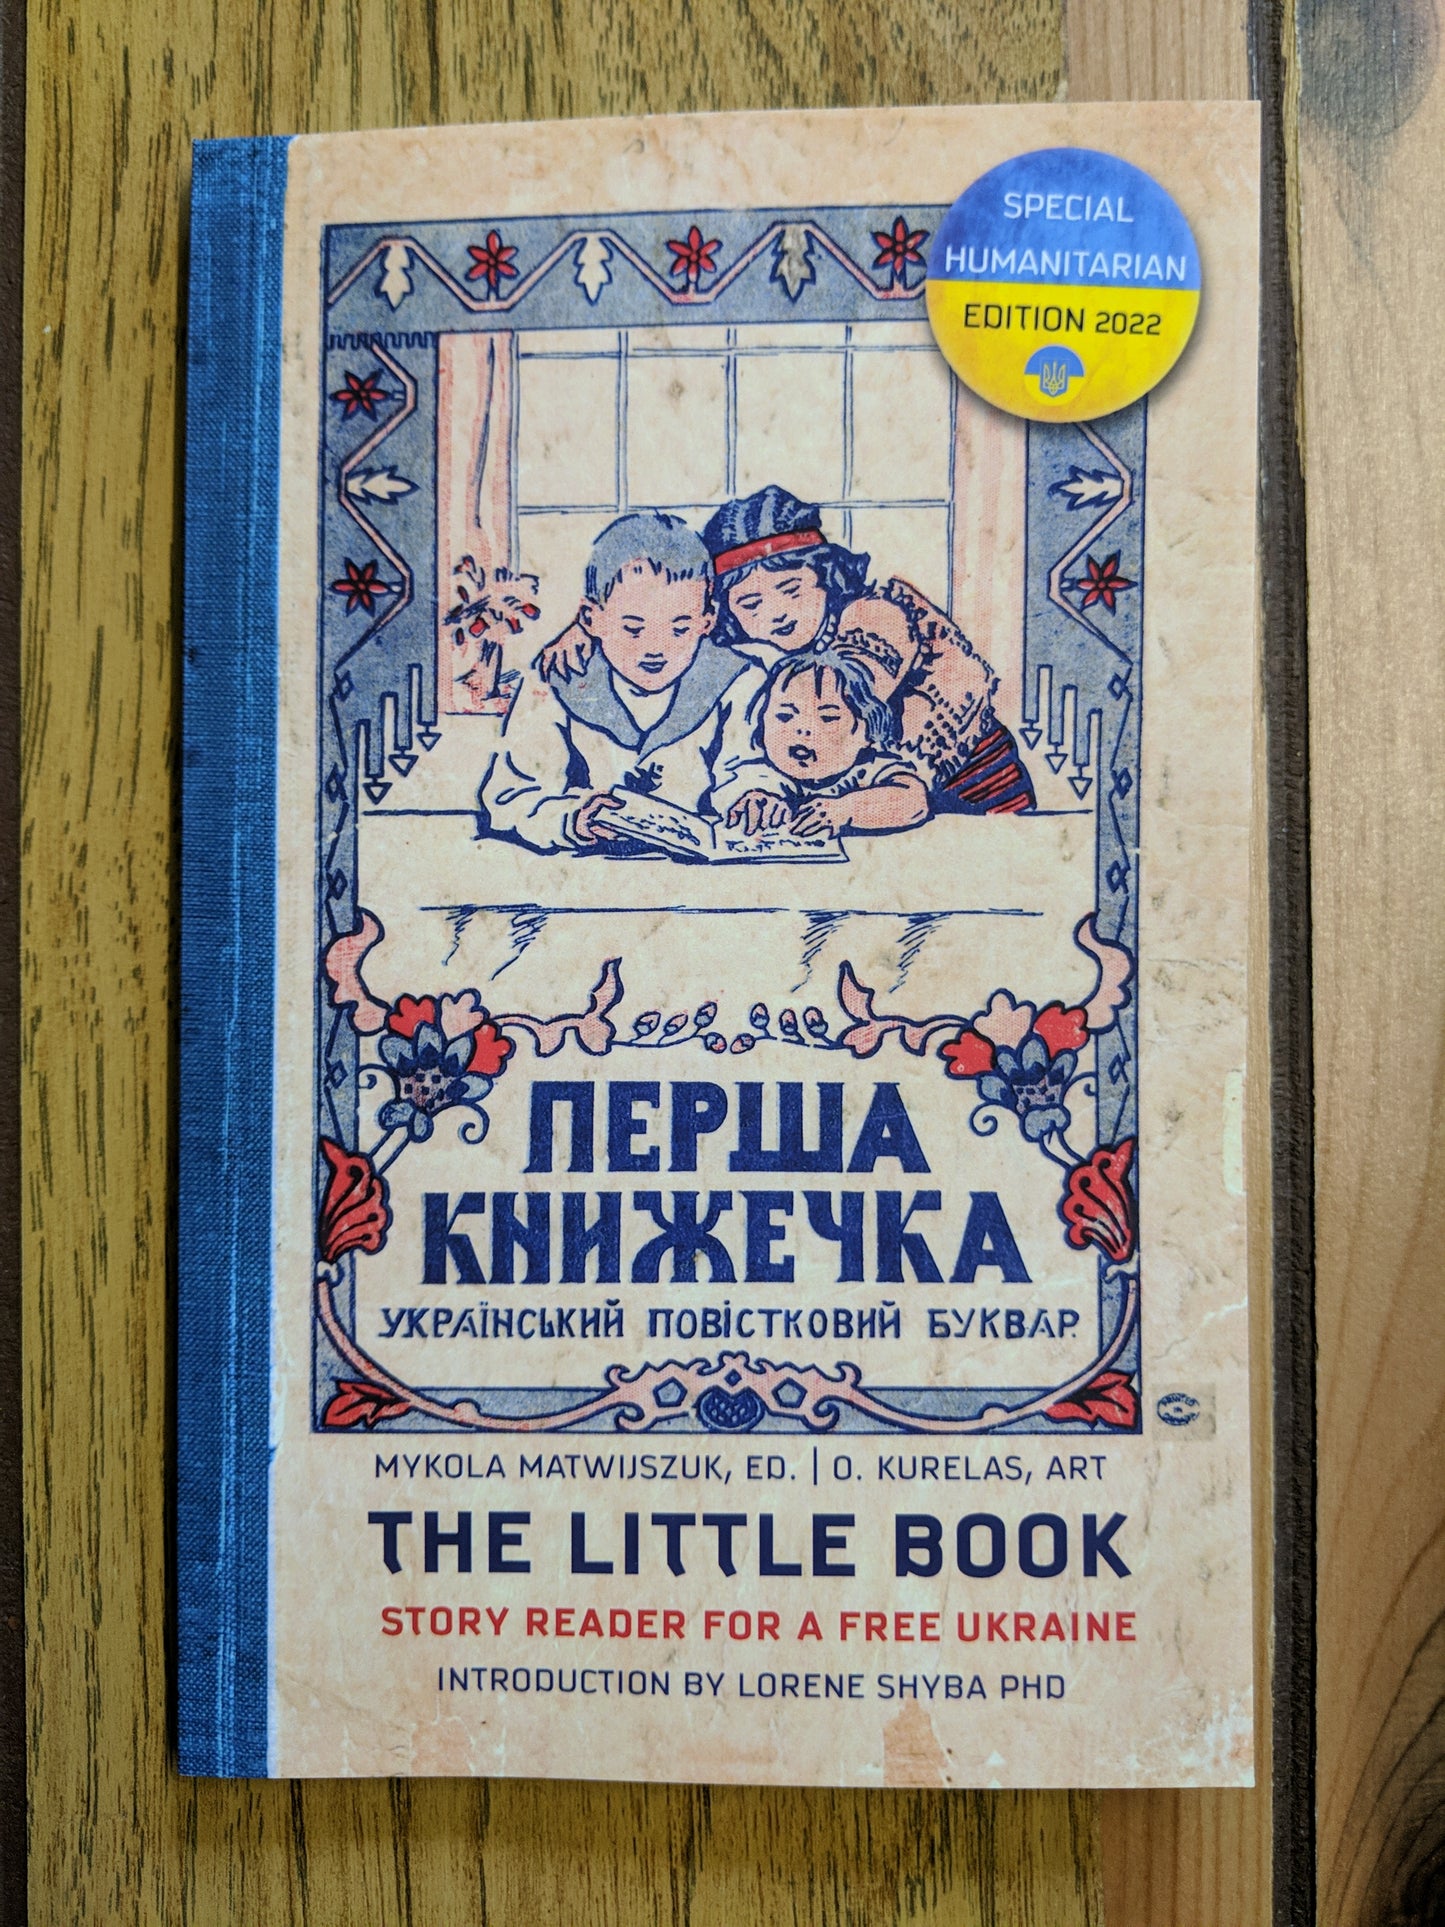 SPECIAL
HUMANITARIAN
EDITION 2022
ПЕРША
КНИЖЕЧКА
УКРАЇНСЬКИЙ ПОВІСТКОВИЙ БУКВАР.
MYKOLA MATWIJSZUK, ED. | O. KURELAS, ART
THE LITTLE BOOK
STORY READER FOR A FREE UKRAINE
INTRODUCTION BY LORENE SHYBA PHD